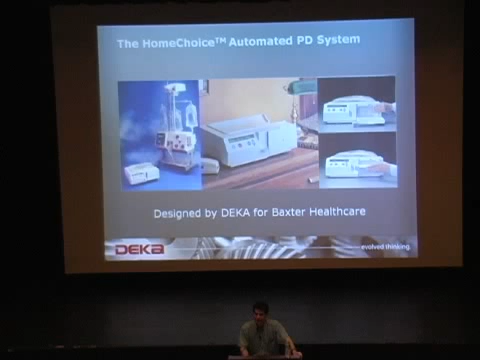 The HomeChoice™ Automated PD System
Designed by DEKA for Baxter Healthcare
DEKA
evolved thinking